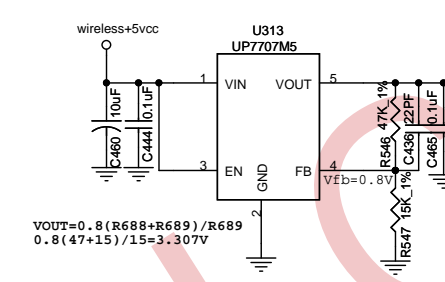 wireless+5vcc
U313
UP7707M5
1
VIN
VOUT
5
3
EN
GND
FB
4
2
Vfb=0.8V
C460
10uF
C444
0.1uF
R546
47K_1%
C436
22PF
C465
0.1uF
R547
15K_1%
VOUT=0.8(R688+R689)/R689
0.8(47+15)/15=3.307V